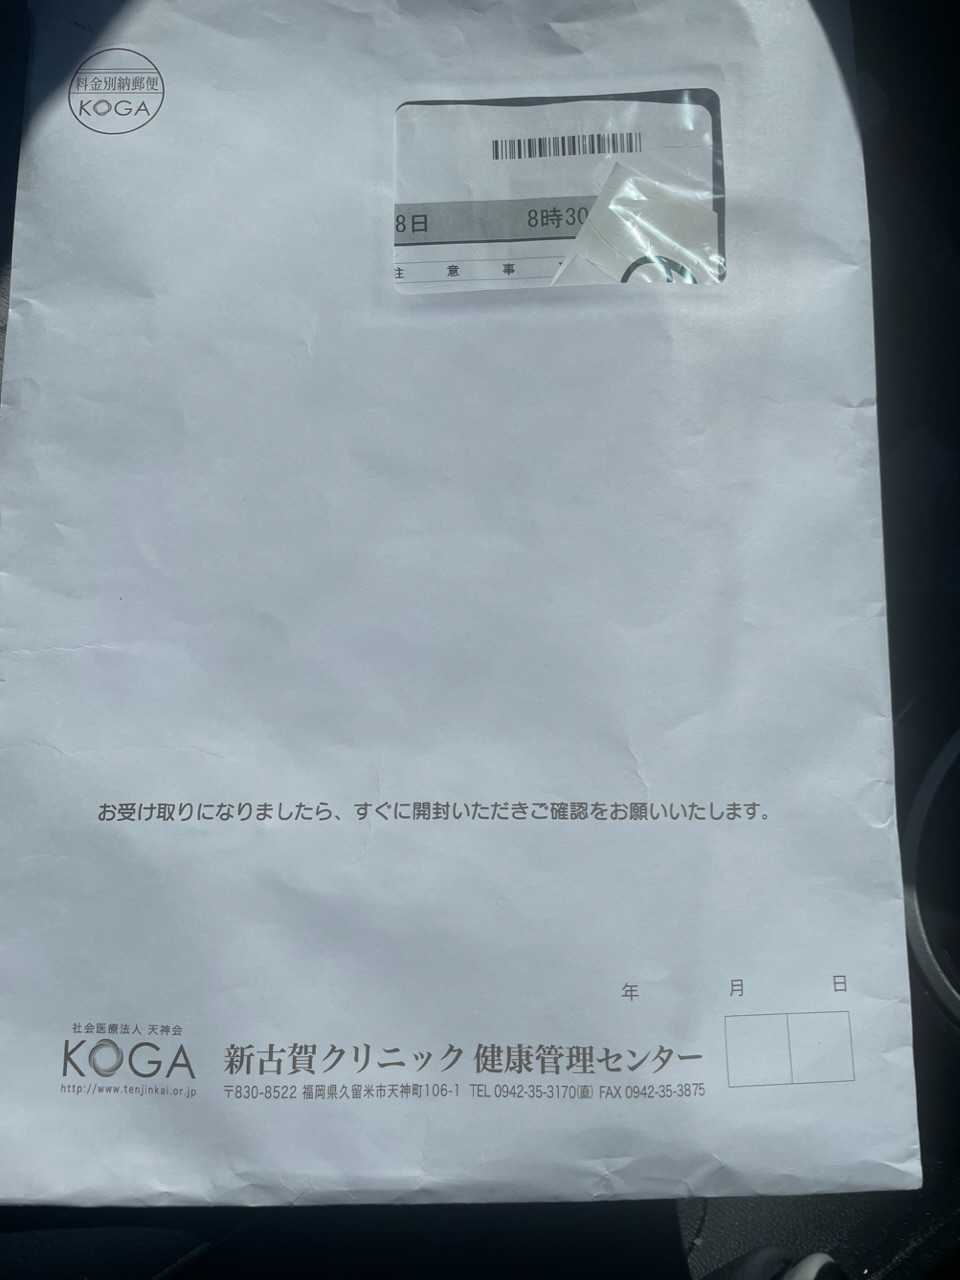 料金別納郵便
KOGA
8日 8時30
注意事
お受け取りになりましたら、すぐに開封いただきご確認をお願いいたします。
年 月 日
社会医療法人 天神会
KOGA
http://www.tenjinkai.or.jp
新古賀クリニック 健康管理センター
〒830-8522 福岡県久留米市天神町106-1 TEL 0942-35-3170(直) FAX 0942-35-3875